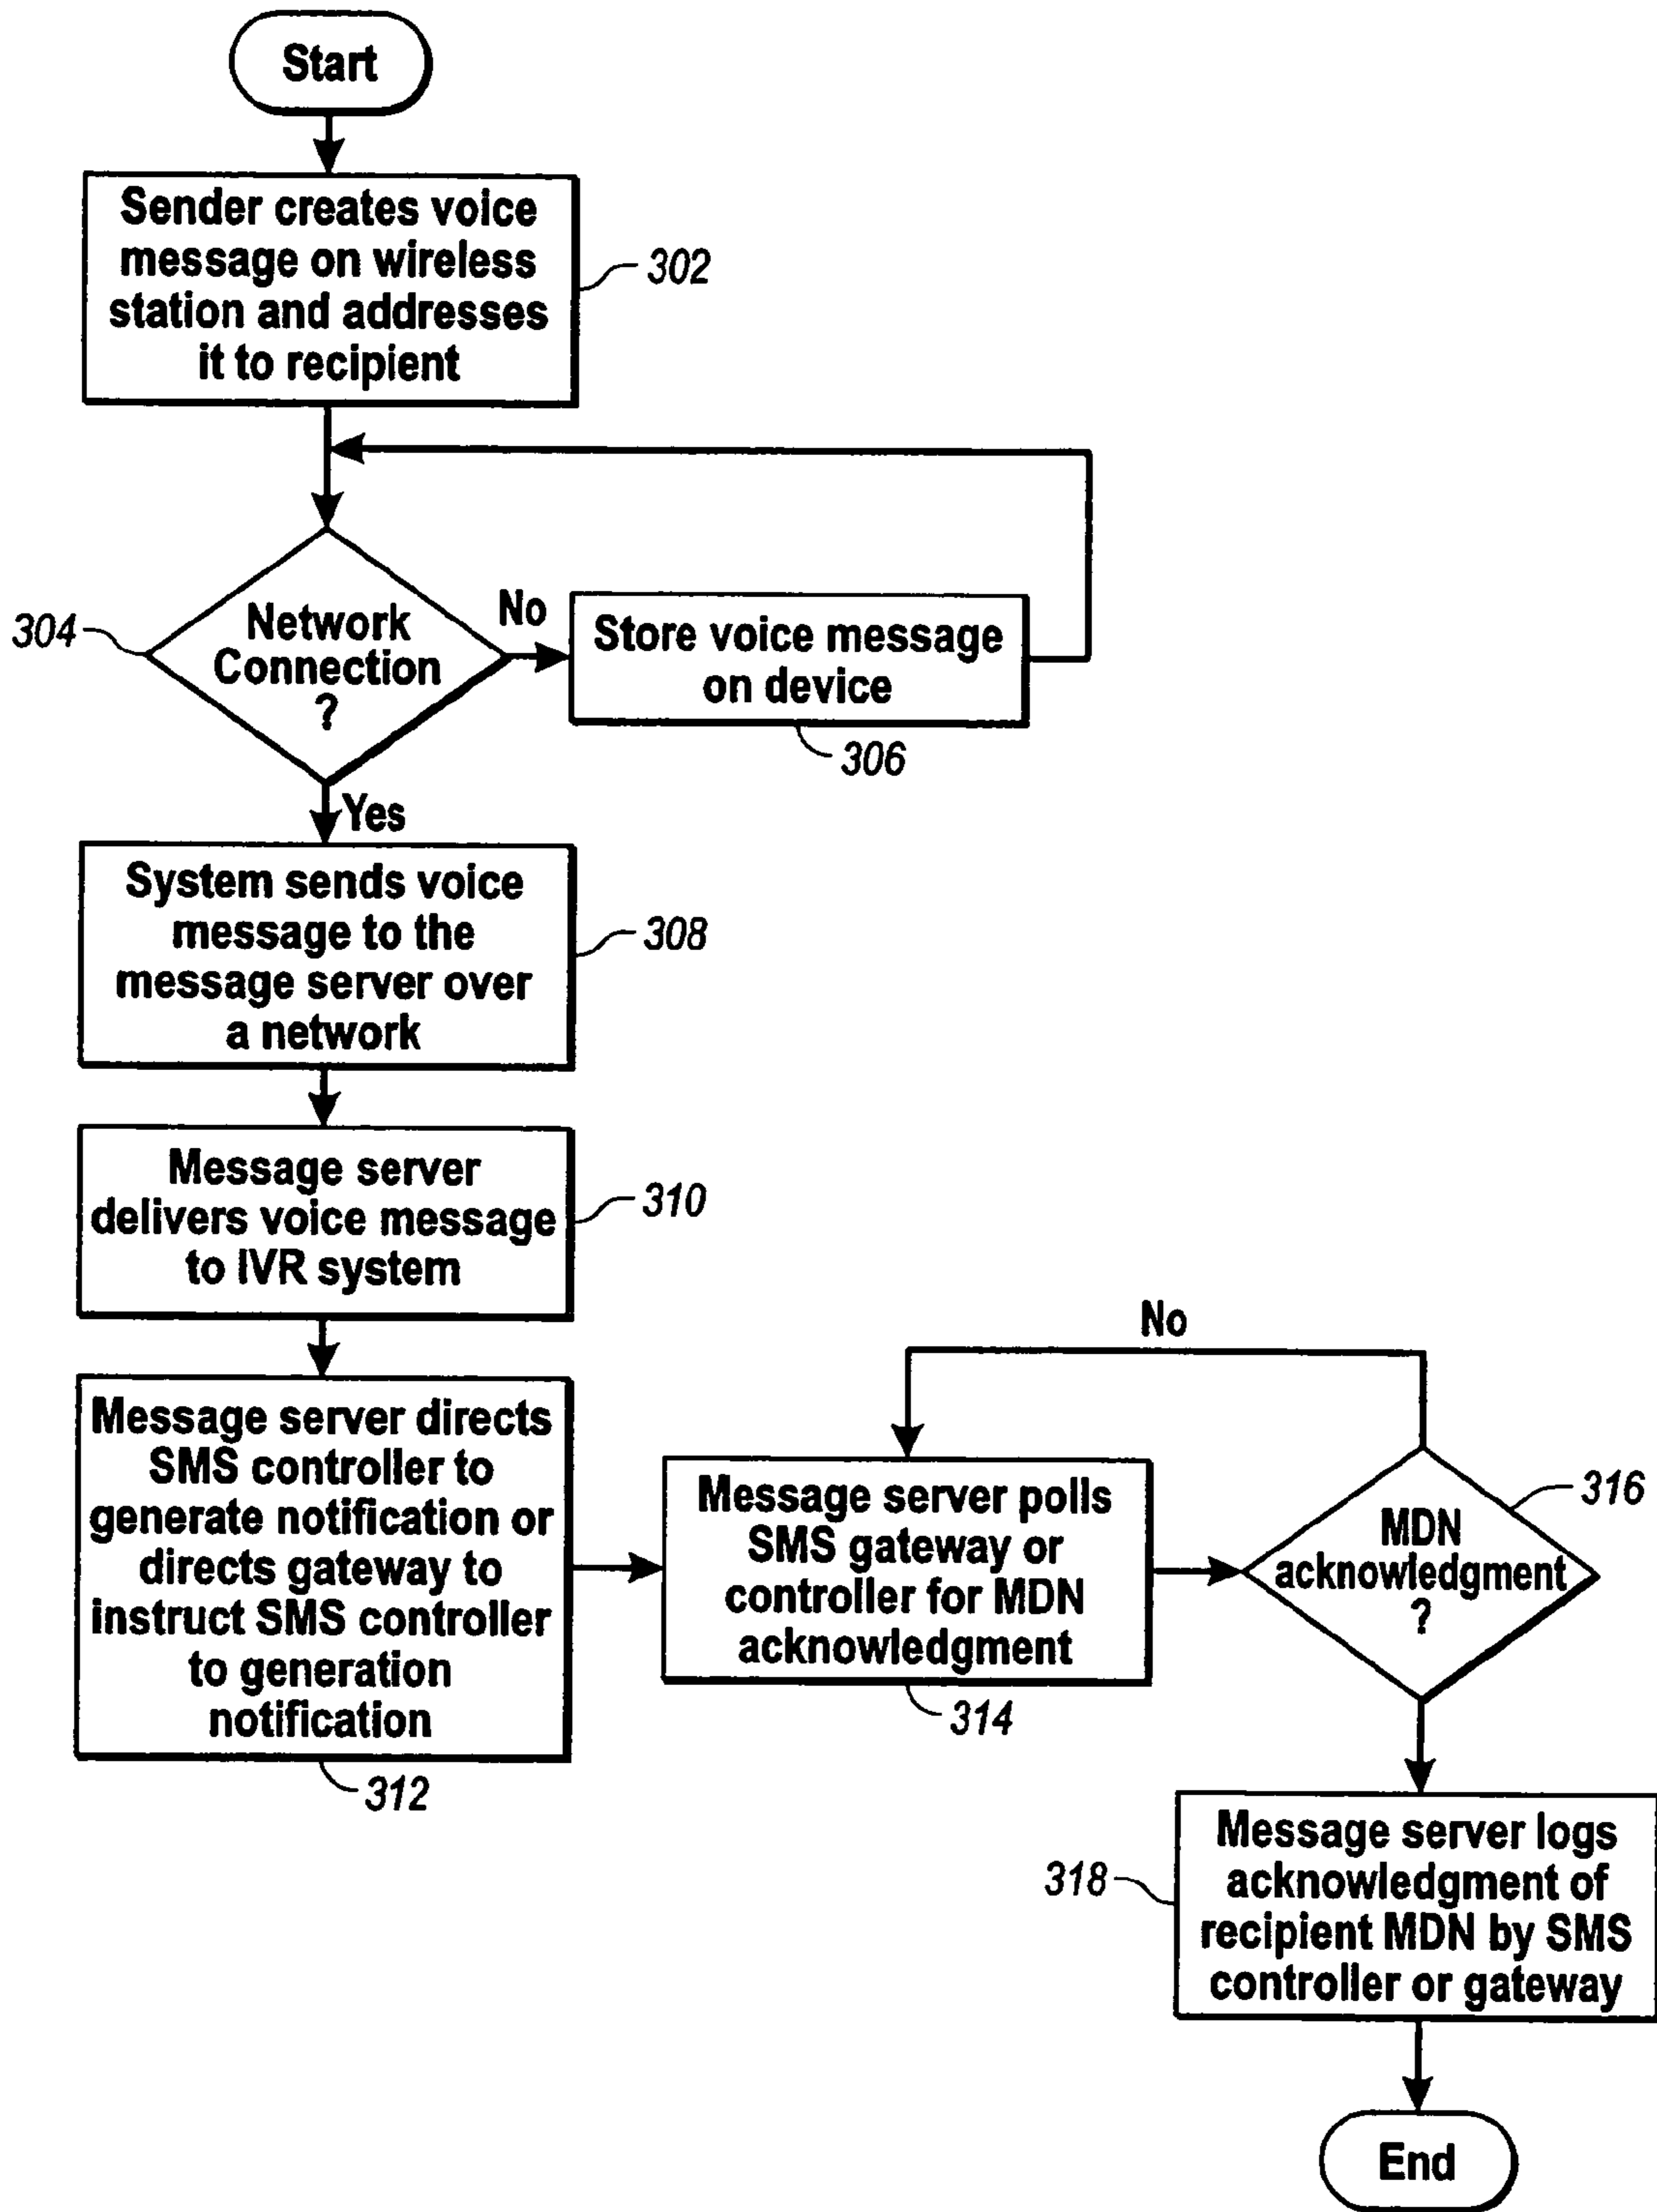 Start
Sender creates voice
message on wireless
station and addresses
it to recipient
302
304
Network
Connection
?
No
Store voice message
on device
306
Yes
System sends voice
message to the
message server over
a network
308
Message server
delivers voice message
to IVR system
310
Message server directs
SMS controller to
generate notification or
directs gateway to
instruct SMS controller
to generation
notification
312
Message server polls
SMS gateway or
controller for MDN
acknowledgment
314
No
MDN
acknowledgment
?
316
Message server logs
acknowledgment of
recipient MDN by SMS
controller or gateway
318
End